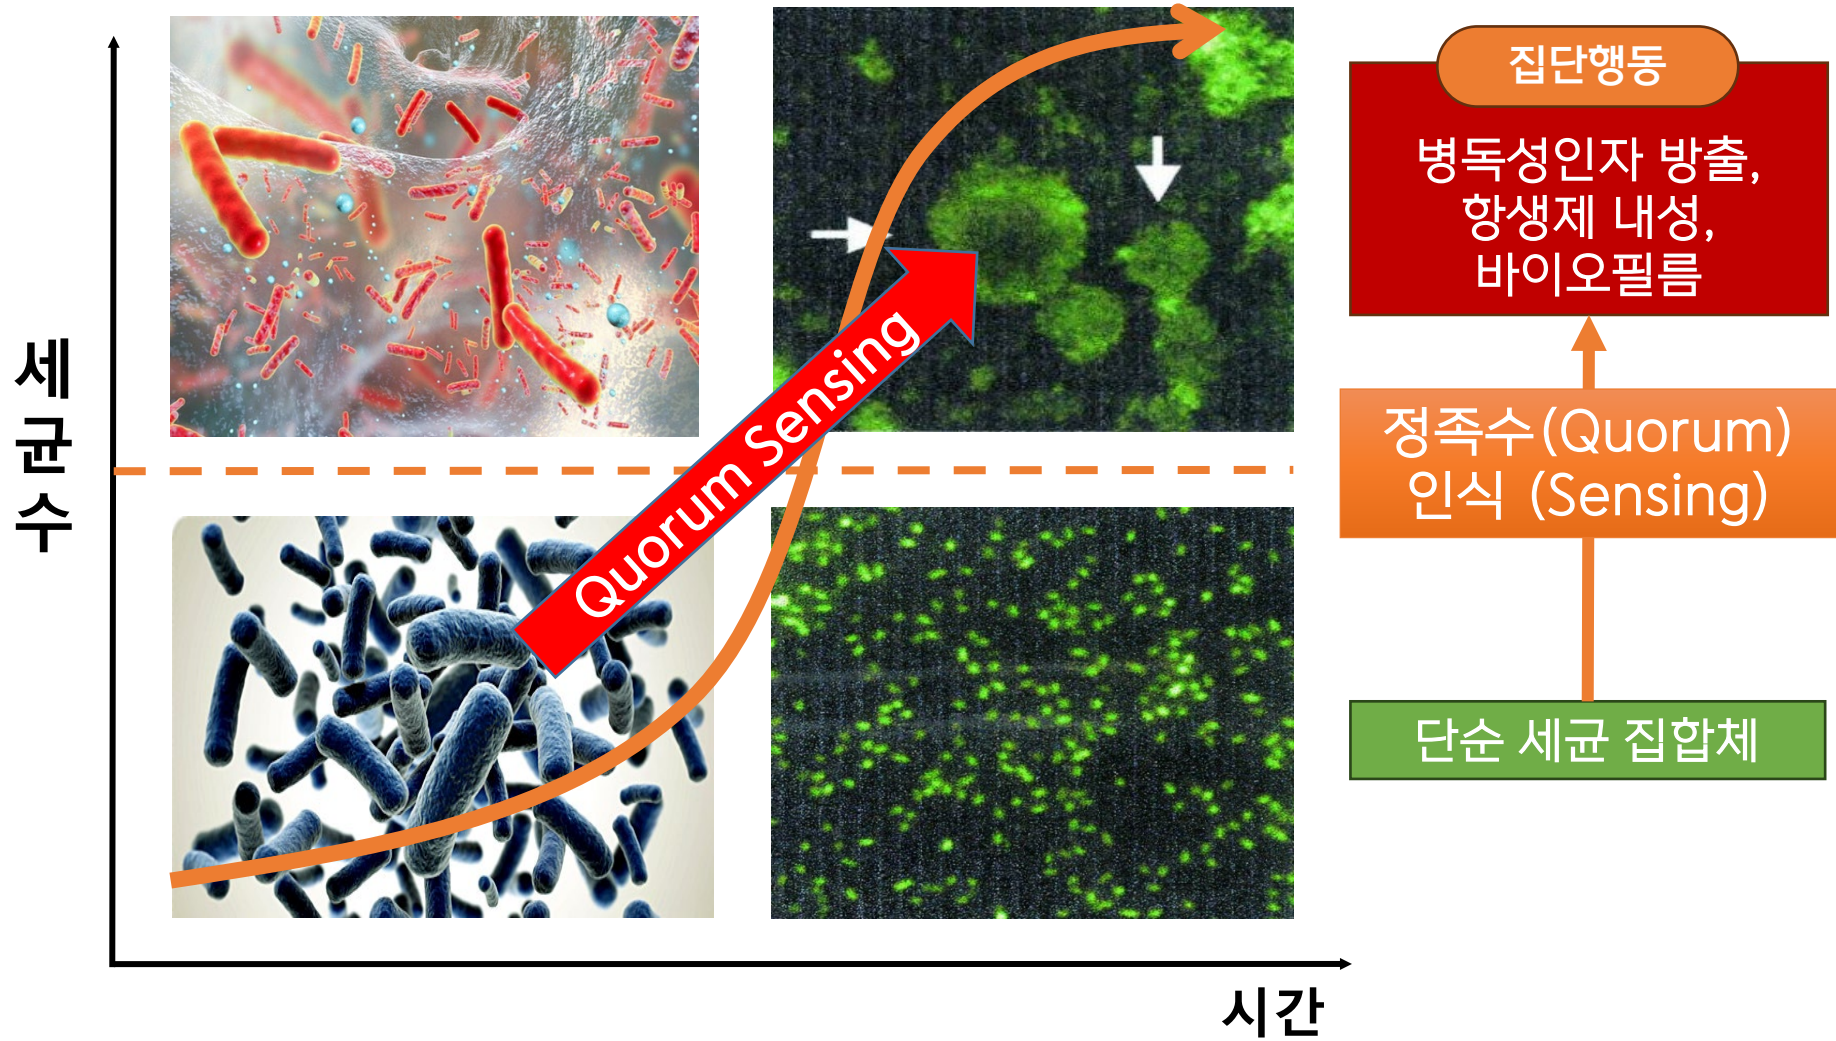 세균수
Quorum Sensing
시간
집단행동
병독성인자 방출,
항생제 내성,
바이오필름
정족수(Quorum)
인식 (Sensing)
단순 세균 집합체